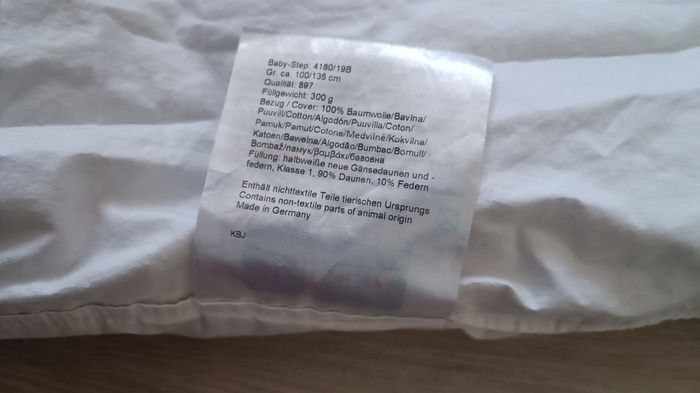 Baby-Step: 4180/19B
Gr. ca. 100/135 cm
Qualität: 897
Füllgewicht: 300 g
Bezug / Cover: 100% Baumwolle/Bavlna/
Puuvill/Cotton/Algodón/Puuvilla/Coton/
Pamuk/Pamut/Cotone/Medvilnė/Kokvilna/
Katoen/Bawełna/Algodão/Bumbac/Bomull/
Bombaž/памук/βαμβάκι/бавовна
Füllung: halbweiße neue Gänsedaunen und -
federn, Klasse 1, 90% Daunen, 10% Federn
Enthält nichttextile Teile tierischen Ursprungs
Contains non-textile parts of animal origin
Made in Germany
KBJ